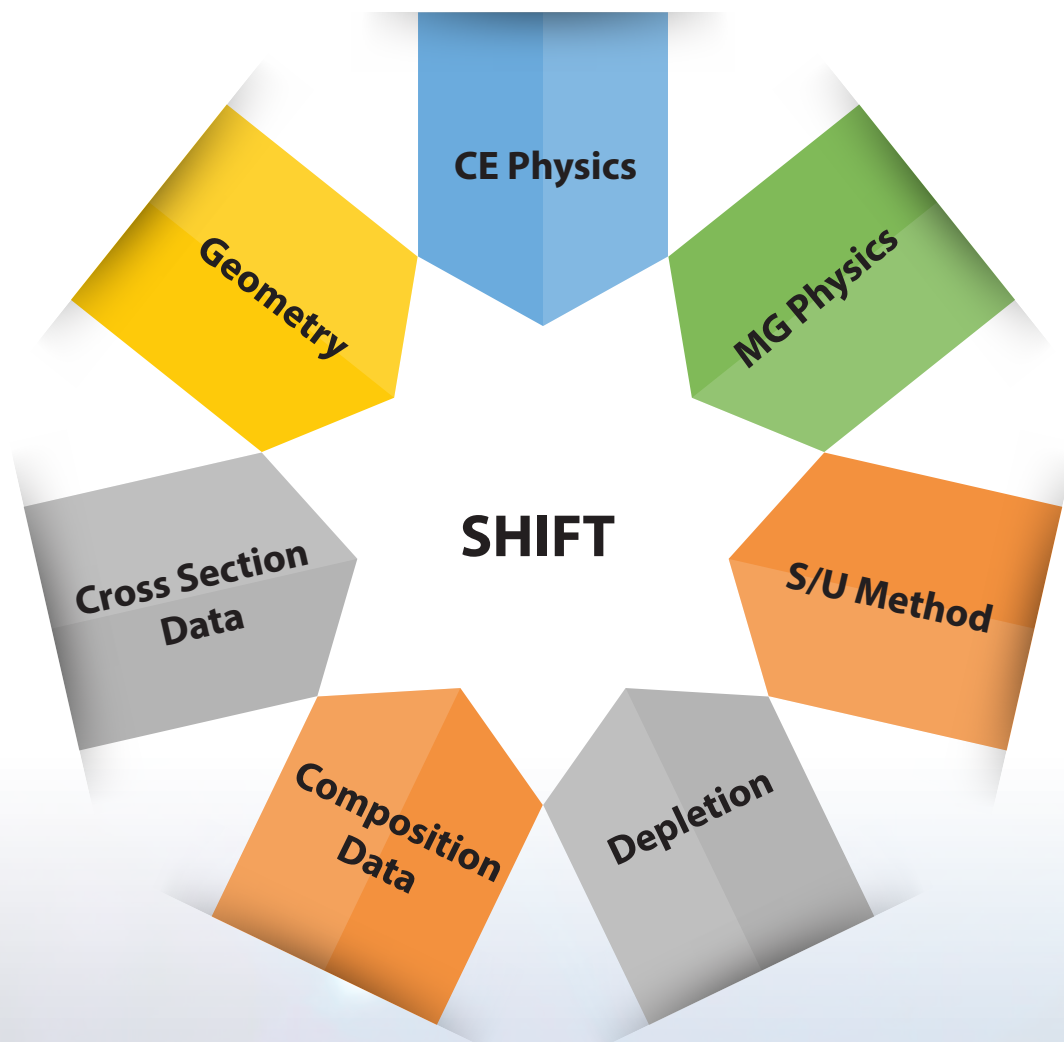 CE Physics
Geometry
MG Physics
SHIFT
Cross Section
Data
S/U Method
Composition
Data
Depletion